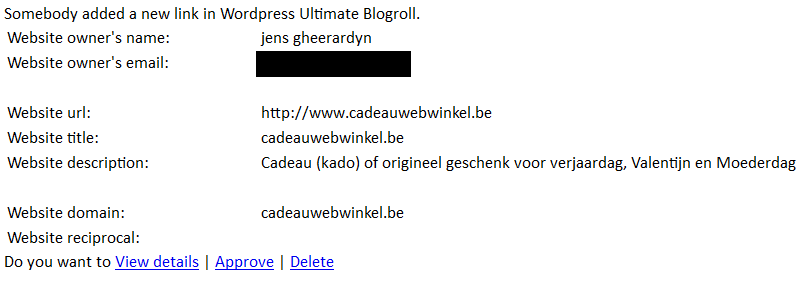 Somebody added a new link in Wordpress Ultimate Blogroll.
Website owner's name: jens gheerardyn
Website owner's email:
Website url: http://www.cadeauwebwinkel.be
Website title: cadeauwebwinkel.be
Website description: Cadeau (kado) of origineel geschenk voor verjaardag, Valentijn en Moederdag
Website domain: cadeauwebwinkel.be
Website reciprocal:
Do you want to View details | Approve | Delete